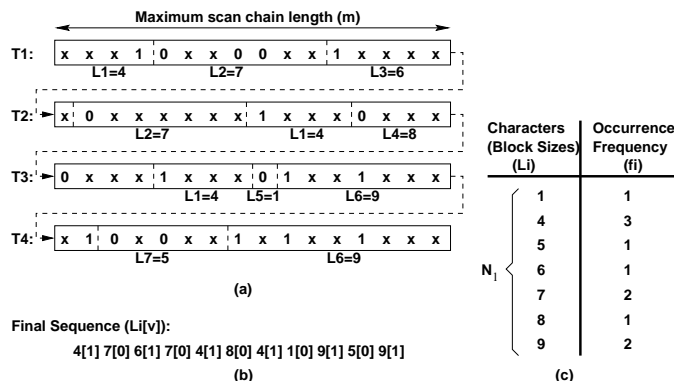 Maximum scan chain length (m)
T1: x x x 1 0 x x 0 0 x x 1 x x x x
L1=4 L2=7 L3=6
T2: x 0 x x x x x x 1 x x x 0 x x x
L2=7 L1=4 L4=8
T3: 0 x x x 1 x x x 0 1 x x 1 x x x
L1=4 L5=1 L6=9
T4: x 1 0 x 0 x x 1 x 1 x x 1 x x x
L7=5 L6=9
(a)
Final Sequence (Li[v]):
4[1] 7[0] 6[1] 7[0] 4[1] 8[0] 4[1] 1[0] 9[1] 5[0] 9[1]
(b)
Characters Occurrence
(Block Sizes) Frequency
(Li) (fi)
1 1
4 3
5 1
N1 6 1
7 2
8 1
9 2
(c)